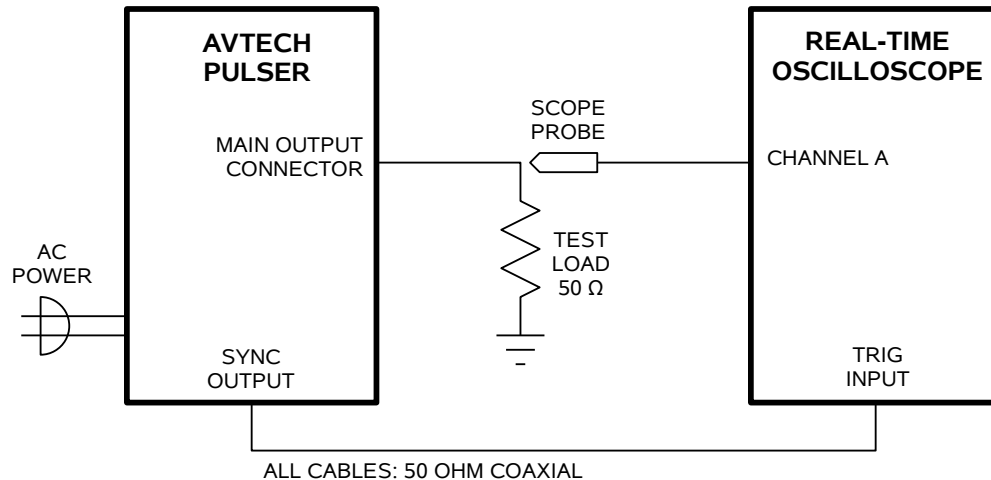 AVTECH
PULSER
REAL-TIME
OSCILLOSCOPE
SCOPE
PROBE
MAIN OUTPUT
CONNECTOR
CHANNEL A
TEST
LOAD
50 Ω
AC
POWER
SYNC
OUTPUT
TRIG
INPUT
ALL CABLES: 50 OHM COAXIAL